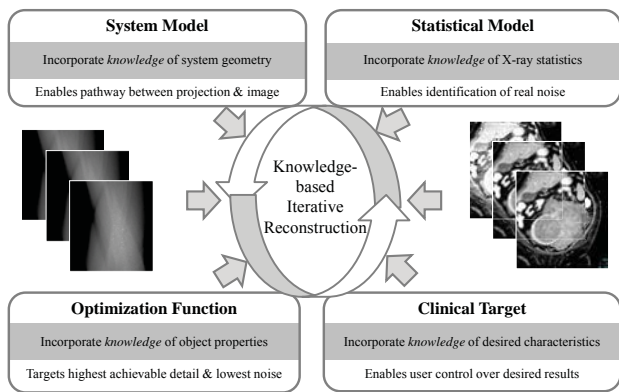 System Model
Incorporate knowledge of system geometry
Enables pathway between projection & image
Statistical Model
Incorporate knowledge of X-ray statistics
Enables identification of real noise
Knowledge-
based
Iterative
Reconstruction
Optimization Function
Incorporate knowledge of object properties
Targets highest achievable detail & lowest noise
Clinical Target
Incorporate knowledge of desired characteristics
Enables user control over desired results